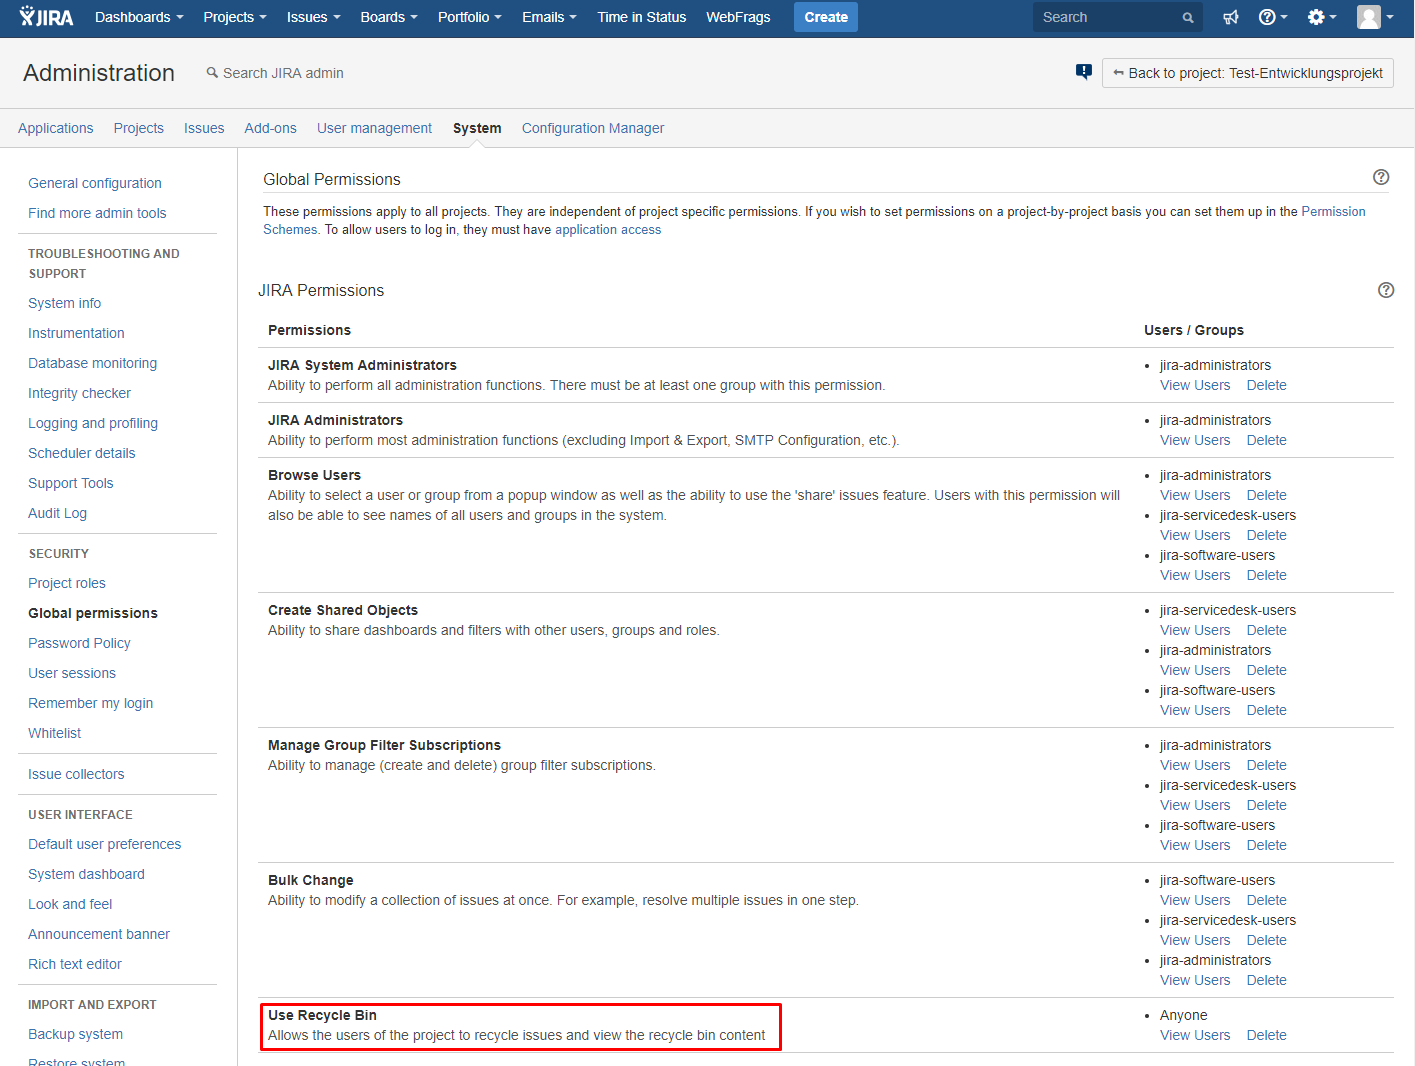 JIRA Dashboards Projects Issues Boards Portfolio Emails Time in Status WebFrags Create Search
Administration Search JIRA admin Back to project: Test-Entwicklungsprojekt
Applications Projects Issues Add-ons User management System Configuration Manager
General configuration
Find more admin tools
TROUBLESHOOTING AND
SUPPORT
System info
Instrumentation
Database monitoring
Integrity checker
Logging and profiling
Scheduler details
Support Tools
Audit Log
SECURITY
Project roles
Global permissions
Password Policy
User sessions
Remember my login
Whitelist
Issue collectors
USER INTERFACE
Default user preferences
System dashboard
Look and feel
Announcement banner
Rich text editor
IMPORT AND EXPORT
Backup system
Restore system
Global Permissions
These permissions apply to all projects. They are independent of project specific permissions. If you wish to set permissions on a project-by-project basis you can set them up in the Permission
Schemes. To allow users to log in, they must have application access
JIRA Permissions
Permissions Users / Groups
JIRA System Administrators
Ability to perform all administration functions. There must be at least one group with this permission.
jira-administrators
View Users Delete
JIRA Administrators
Ability to perform most administration functions (excluding Import & Export, SMTP Configuration, etc.).
jira-administrators
View Users Delete
Browse Users
Ability to select a user or group from a popup window as well as the ability to use the 'share' issues feature. Users with this permission will
also be able to see names of all users and groups in the system.
jira-administrators
View Users Delete
jira-servicedesk-users
View Users Delete
jira-software-users
View Users Delete
Create Shared Objects
Ability to share dashboards and filters with other users, groups and roles.
jira-servicedesk-users
View Users Delete
jira-administrators
View Users Delete
jira-software-users
View Users Delete
Manage Group Filter Subscriptions
Ability to manage (create and delete) group filter subscriptions.
jira-administrators
View Users Delete
jira-servicedesk-users
View Users Delete
jira-software-users
View Users Delete
Bulk Change
Ability to modify a collection of issues at once. For example, resolve multiple issues in one step.
jira-software-users
View Users Delete
jira-servicedesk-users
View Users Delete
jira-administrators
View Users Delete
Use Recycle Bin
Allows the users of the project to recycle issues and view the recycle bin content
Anyone
View Users Delete